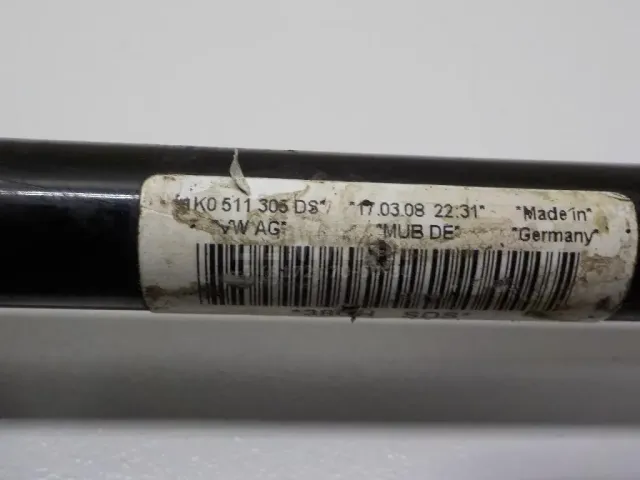 "1K0 511 305 DS" "17.03.08 22:31" "Made in"
"VW AG" "MUB DE" "Germany"